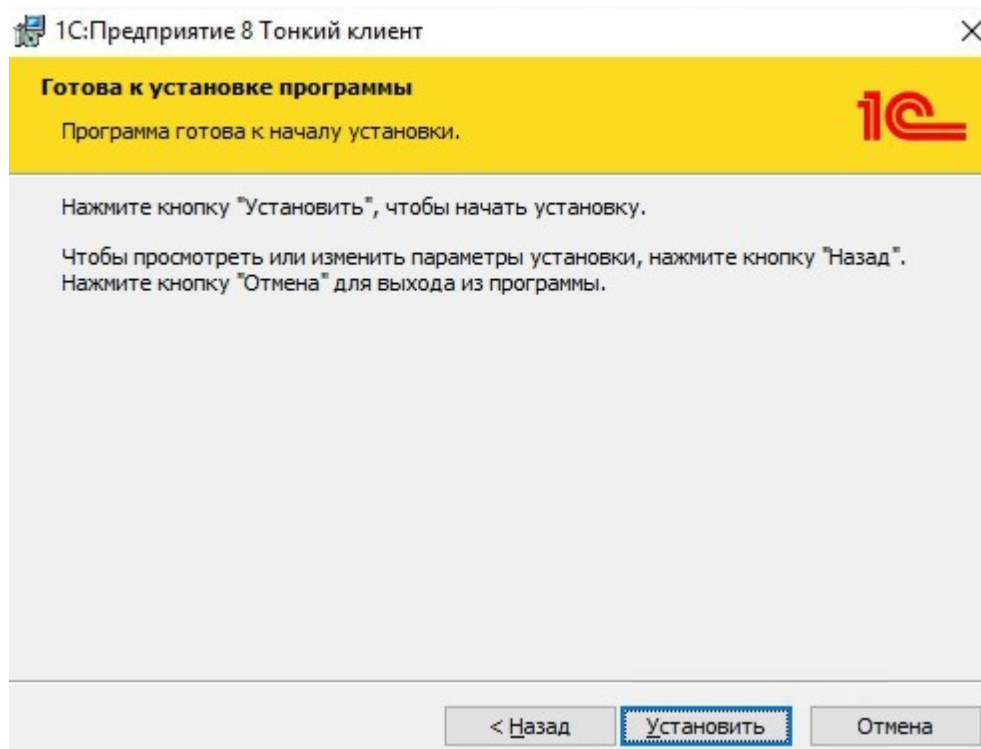 1С:Предприятие 8 Тонкий клиент
Готова к установке программы
Программа готова к началу установки.
1С
Нажмите кнопку "Установить", чтобы начать установку.
Чтобы просмотреть или изменить параметры установки, нажмите кнопку "Назад".
Нажмите кнопку "Отмена" для выхода из программы.
< Назад
Установить
Отмена